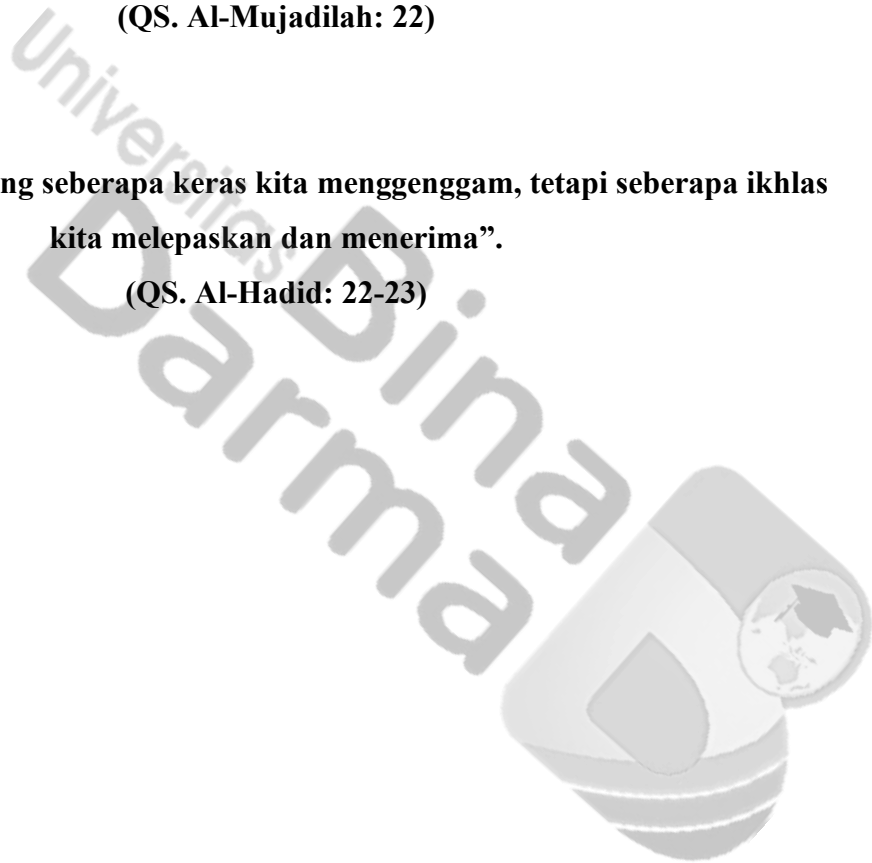 (QS. Al-Mujadilah: 22)
ng seberapa keras kita menggenggam, tetapi seberapa ikhlas
kita melepaskan dan menerima”.
(QS. Al-Hadid: 22-23)
Universitas
Bina
Darma